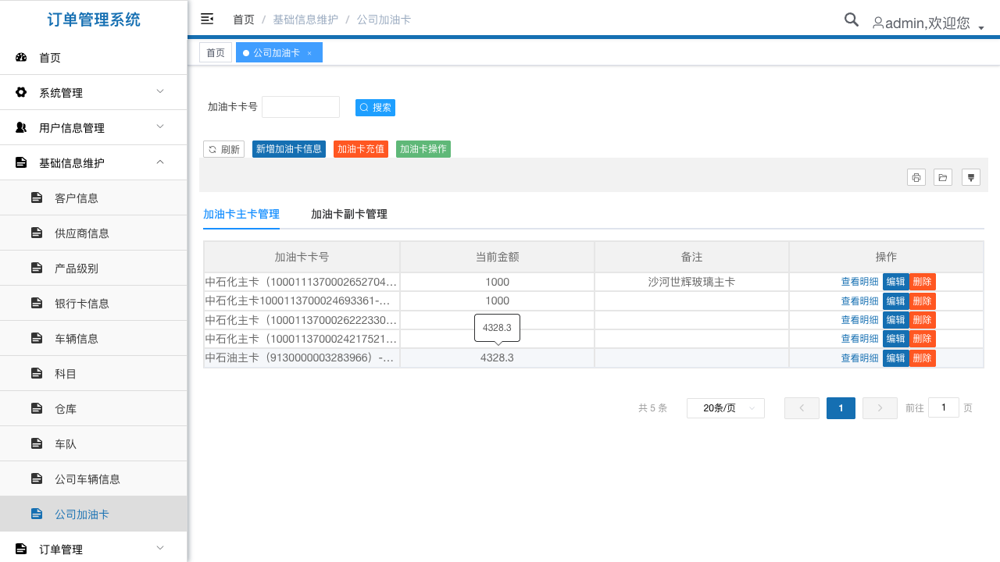 订单管理系统
首页 / 基础信息维护 / 公司加油卡
admin,欢迎您
首页
公司加油卡 ×
首页
系统管理
用户信息管理
基础信息维护
客户信息
供应商信息
产品级别
银行卡信息
车辆信息
科目
仓库
车队
公司车辆信息
公司加油卡
订单管理
加油卡卡号
搜索
刷新 新增加油卡信息 加油卡充值 加油卡操作
加油卡主卡管理 加油卡副卡管理
加油卡卡号 当前金额 备注 操作
中石化主卡（1000111370002652704… 1000 沙河世辉玻璃主卡 查看明细 编辑 删除
中石化主卡1000113700024693361-… 1000 查看明细 编辑 删除
中石化主卡（1000113700026222330… 查看明细 编辑 删除
4328.3
中石化主卡（1000113700024217521… 查看明细 编辑 删除
中石油主卡（9130000003283966）-… 4328.3 查看明细 编辑 删除
共 5 条 20条/页 1 前往 1 页